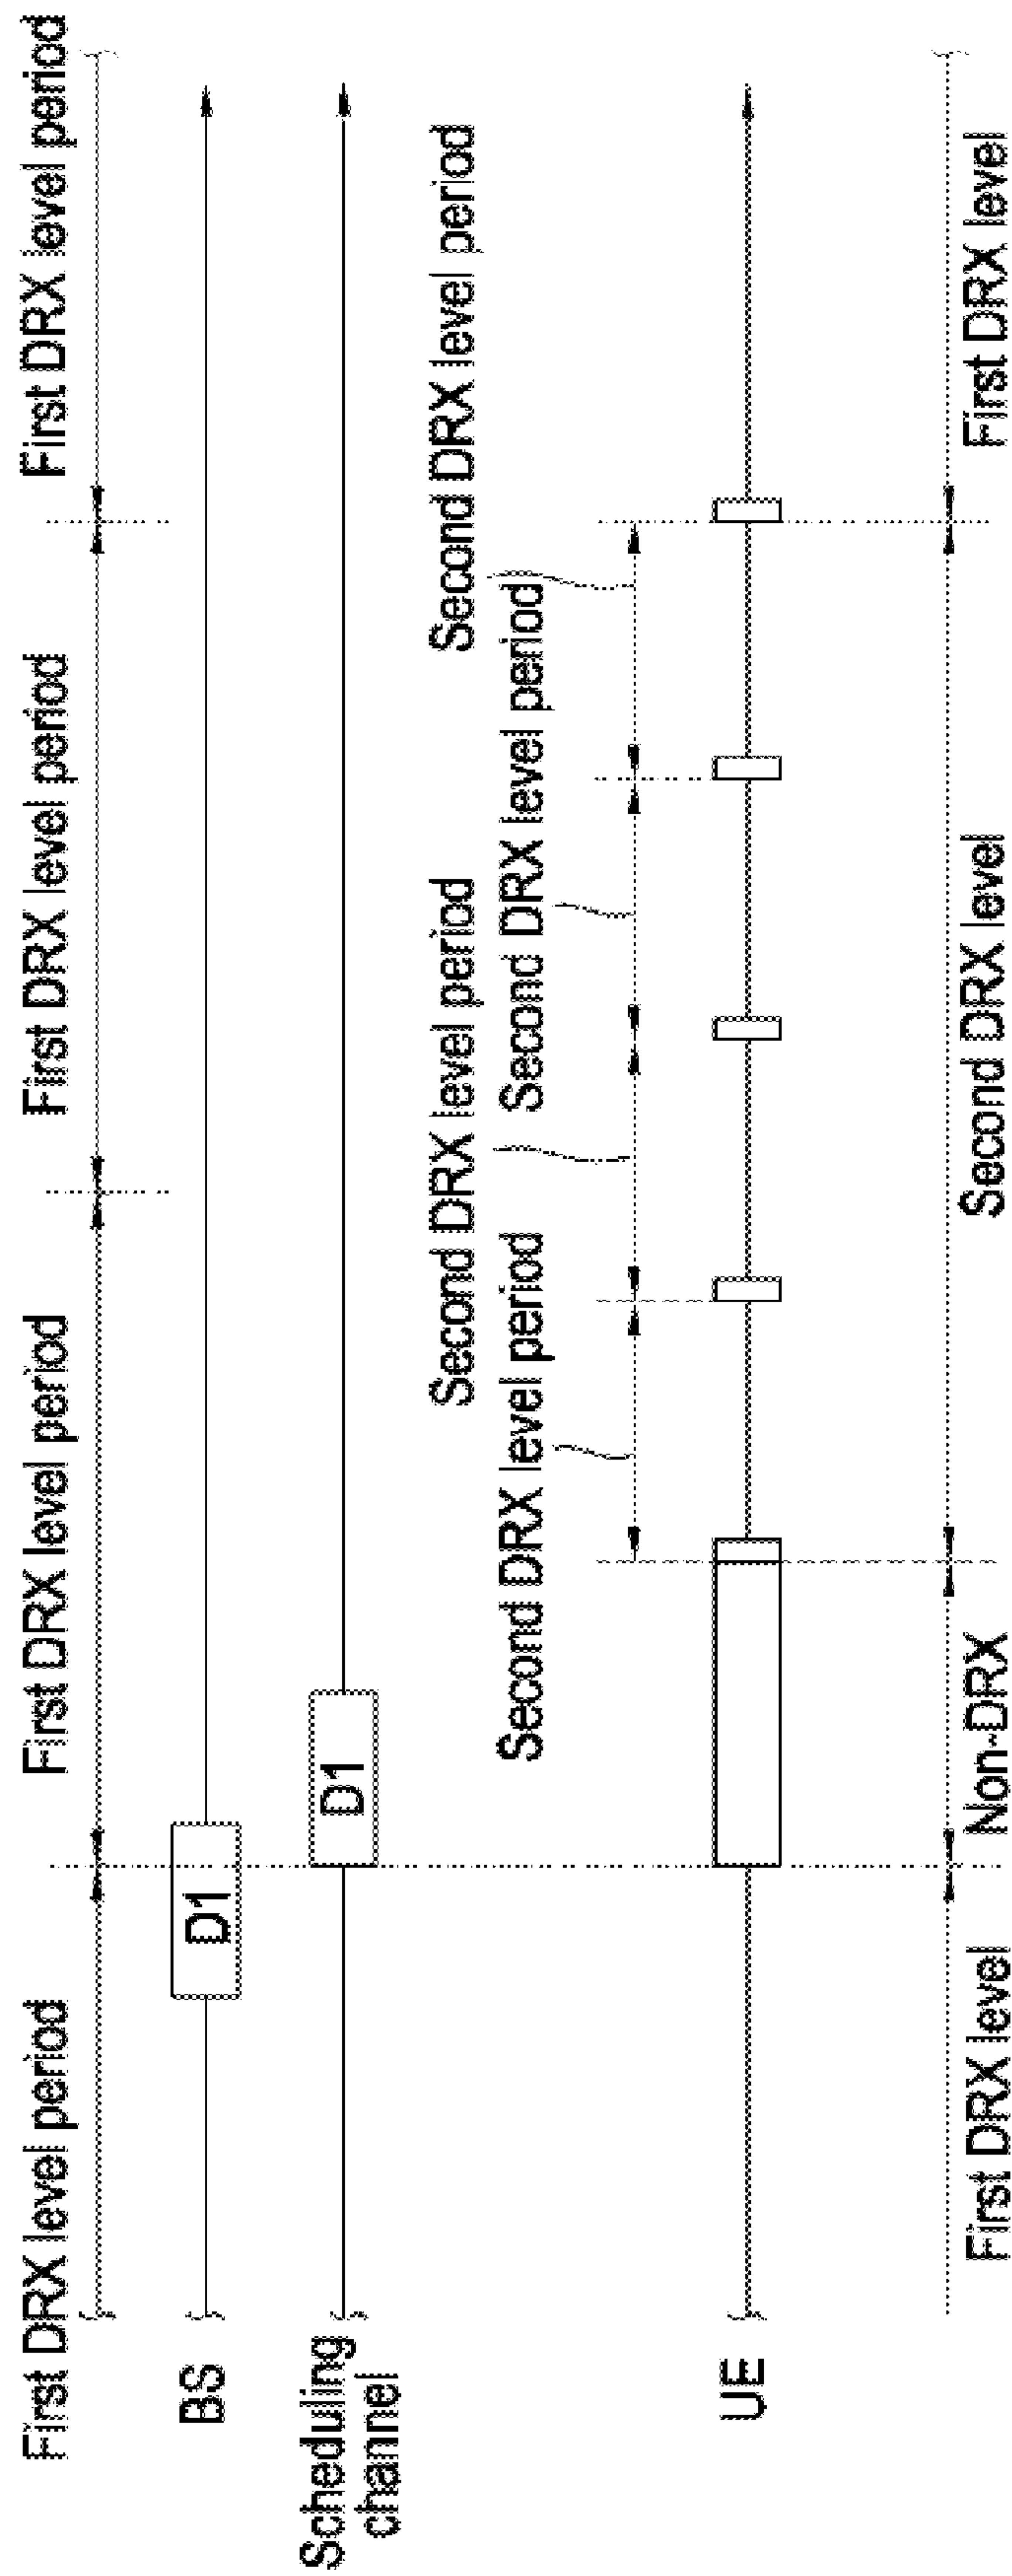 First DRX level period
First DRX level period
First DRX level period
First DRX level period
BS
D1
Scheduling
channel
D1
Second DRX level period
Second DRX level period
Second DRX level period
Second DRX level period
UE
First DRX level
Non-DRX
Second DRX level
First DRX level